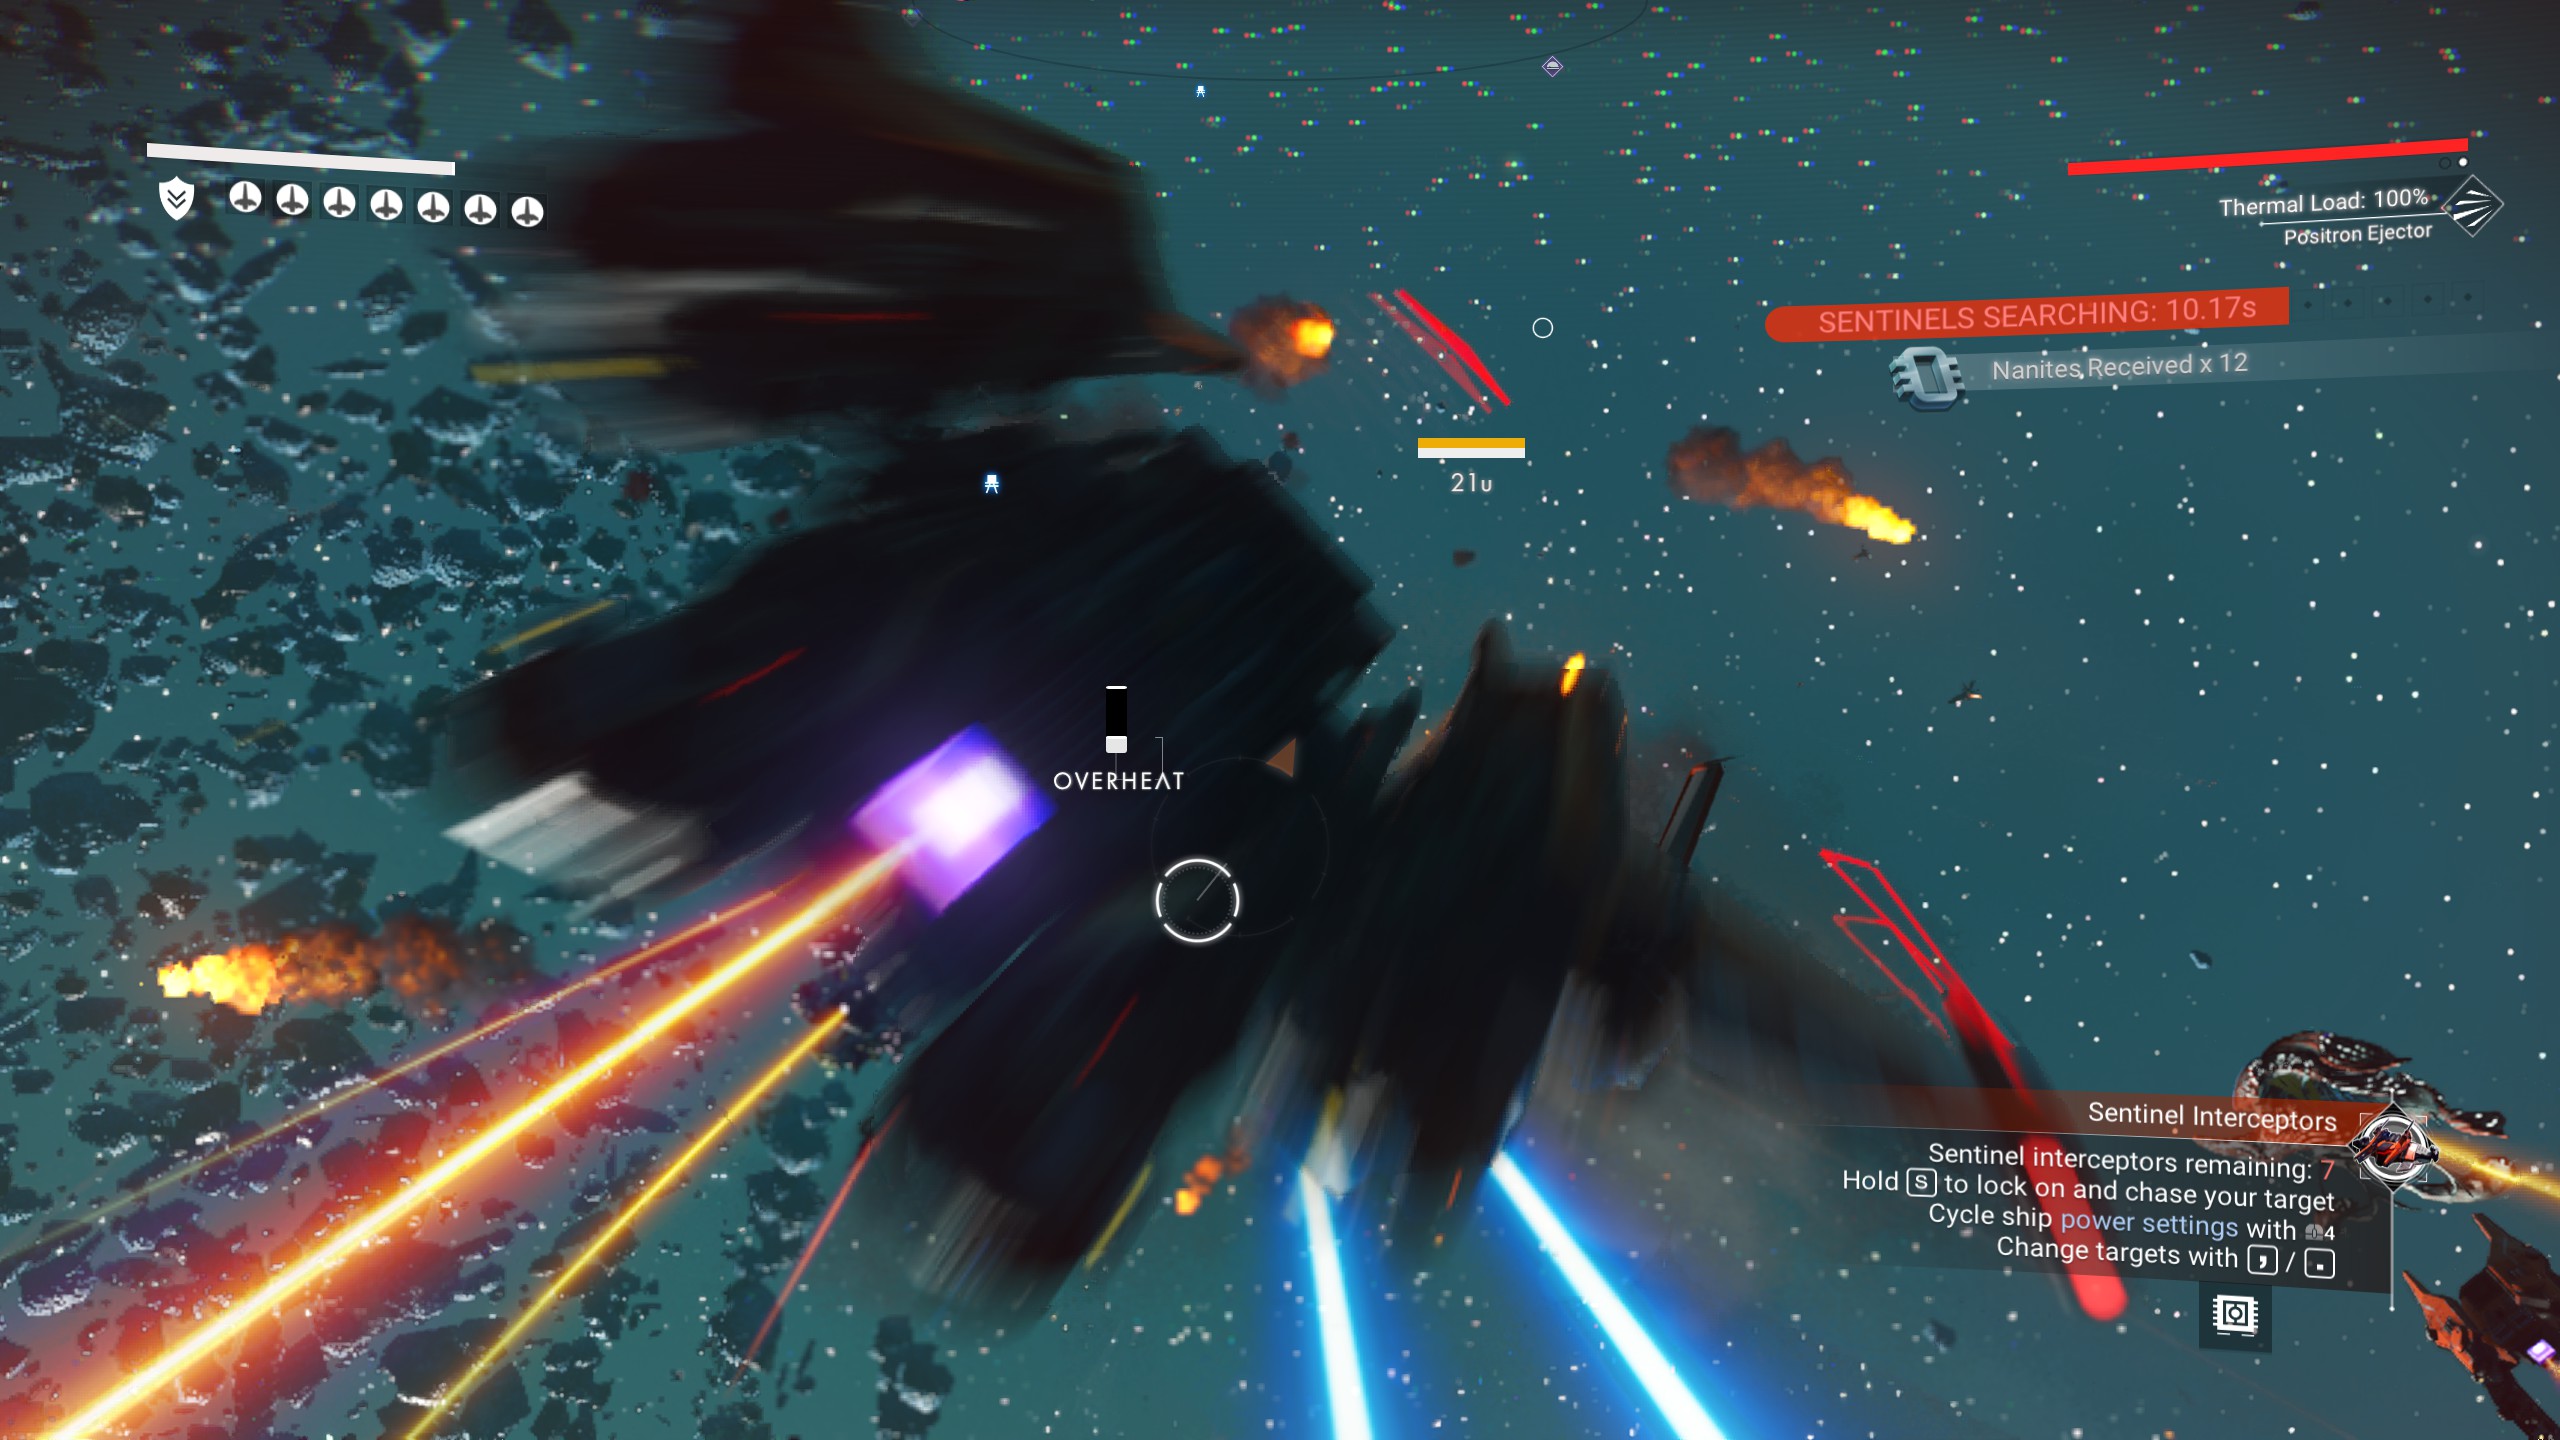 Thermal Load: 100%
Positron Ejector
SENTINELS SEARCHING: 10.17s
Nanites Received x 12
21u
OVERHEAT
Sentinel Interceptors
Sentinel interceptors remaining: 7
Hold S to lock on and chase your target
Cycle ship power settings with 4
Change targets with , / .